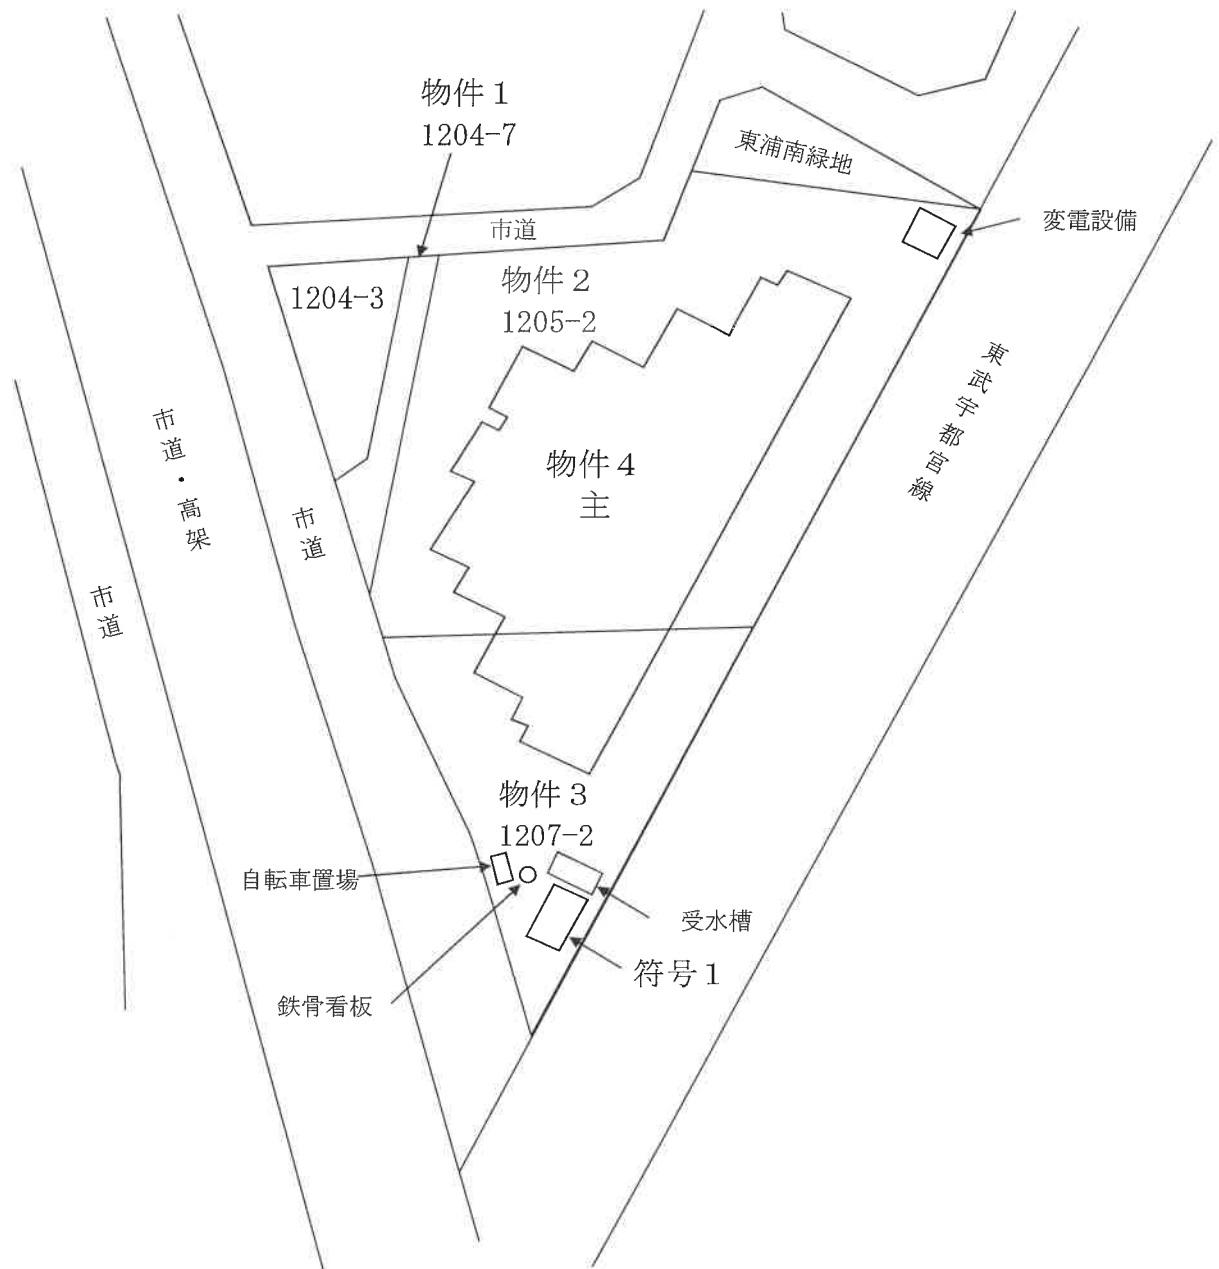 物件１
1204-7
東浦南緑地
変電設備
市道
1204-3
物件２
1205-2
東武宇都宮線
市道・高架
市道
物件４
主
市道
物件３
1207-2
自転車置場
受水槽
符号１
鉄骨看板